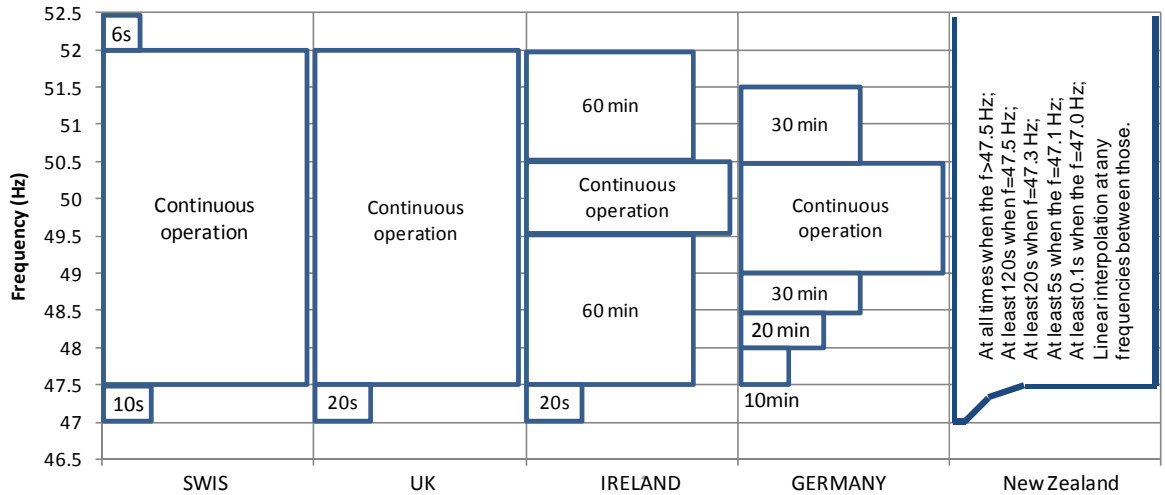 52.5
52
51.5
51
50.5
50
49.5
49
48.5
48
47.5
47
46.5
Frequency (Hz)
6s
Continuous
operation
10s
Continuous
operation
20s
60 min
Continuous
operation
60 min
20s
30 min
Continuous
operation
30 min
20 min
10min
At all times when the f>47.5 Hz;
At least 120s when f=47.5 Hz;
At least 20s when f=47.3 Hz;
At least 5s when the f=47.1 Hz;
At least 0.1s when the f=47.0 Hz;
Linear interpolation at any
frequencies between those.
SWIS
UK
IRELAND
GERMANY
New Zealand